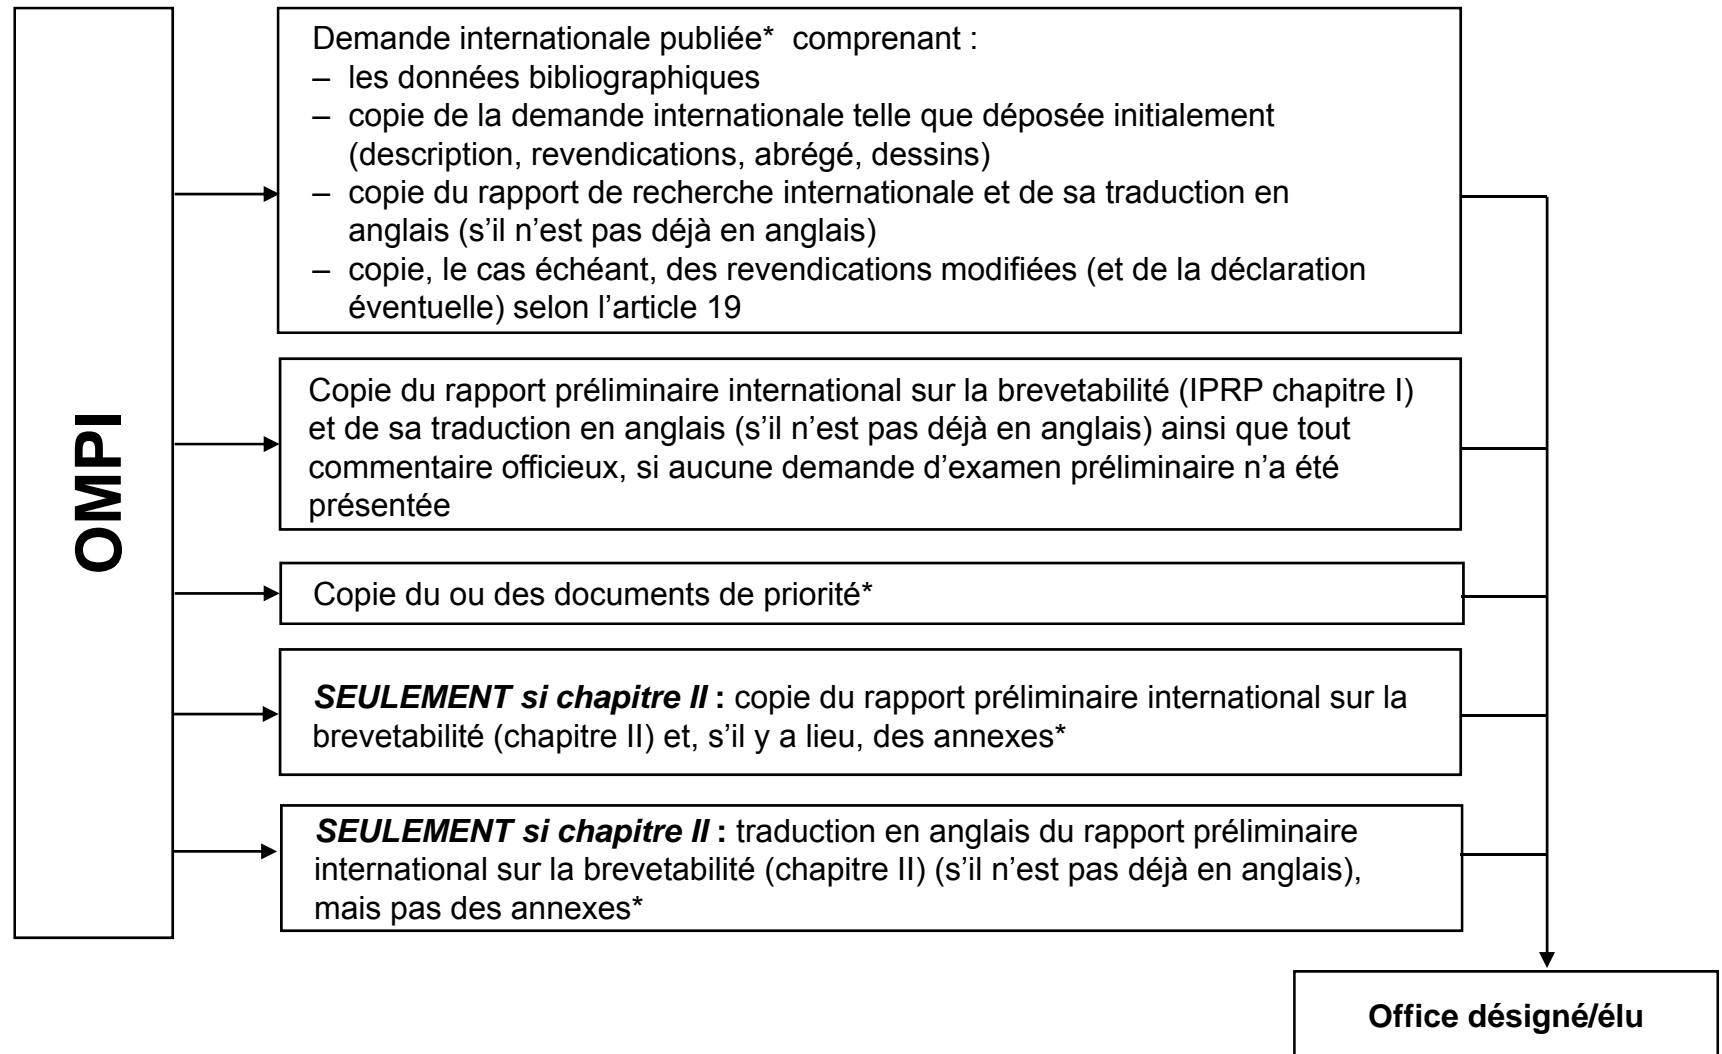 OMPI
Demande internationale publiée*  comprenant :
– les données bibliographiques
– copie de la demande internationale telle que déposée initialement
(description, revendications, abrégé, dessins)
– copie du rapport de recherche internationale et de sa traduction en
anglais (s’il n’est pas déjà en anglais)
– copie, le cas échéant, des revendications modifiées (et de la déclaration
éventuelle) selon l’article 19
Copie du rapport préliminaire international sur la brevetabilité (IPRP chapitre I)
et de sa traduction en anglais (s’il n’est pas déjà en anglais) ainsi que tout
commentaire officieux, si aucune demande d’examen préliminaire n’a été
présentée
Copie du ou des documents de priorité*
SEULEMENT si chapitre II : copie du rapport préliminaire international sur la
brevetabilité (chapitre II) et, s’il y a lieu, des annexes*
SEULEMENT si chapitre II : traduction en anglais du rapport préliminaire
international sur la brevetabilité (chapitre II) (s’il n’est pas déjà en anglais),
mais pas des annexes*
Office désigné/élu